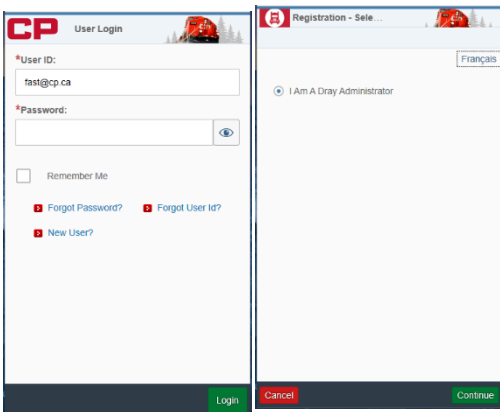 CP User Login
*User ID:
fast@cp.ca
*Password:
Remember Me
Forgot Password? Forgot User Id?
New User?
Login
Registration - Sele...
Français
I Am A Dray Administrator
Cancel Continue